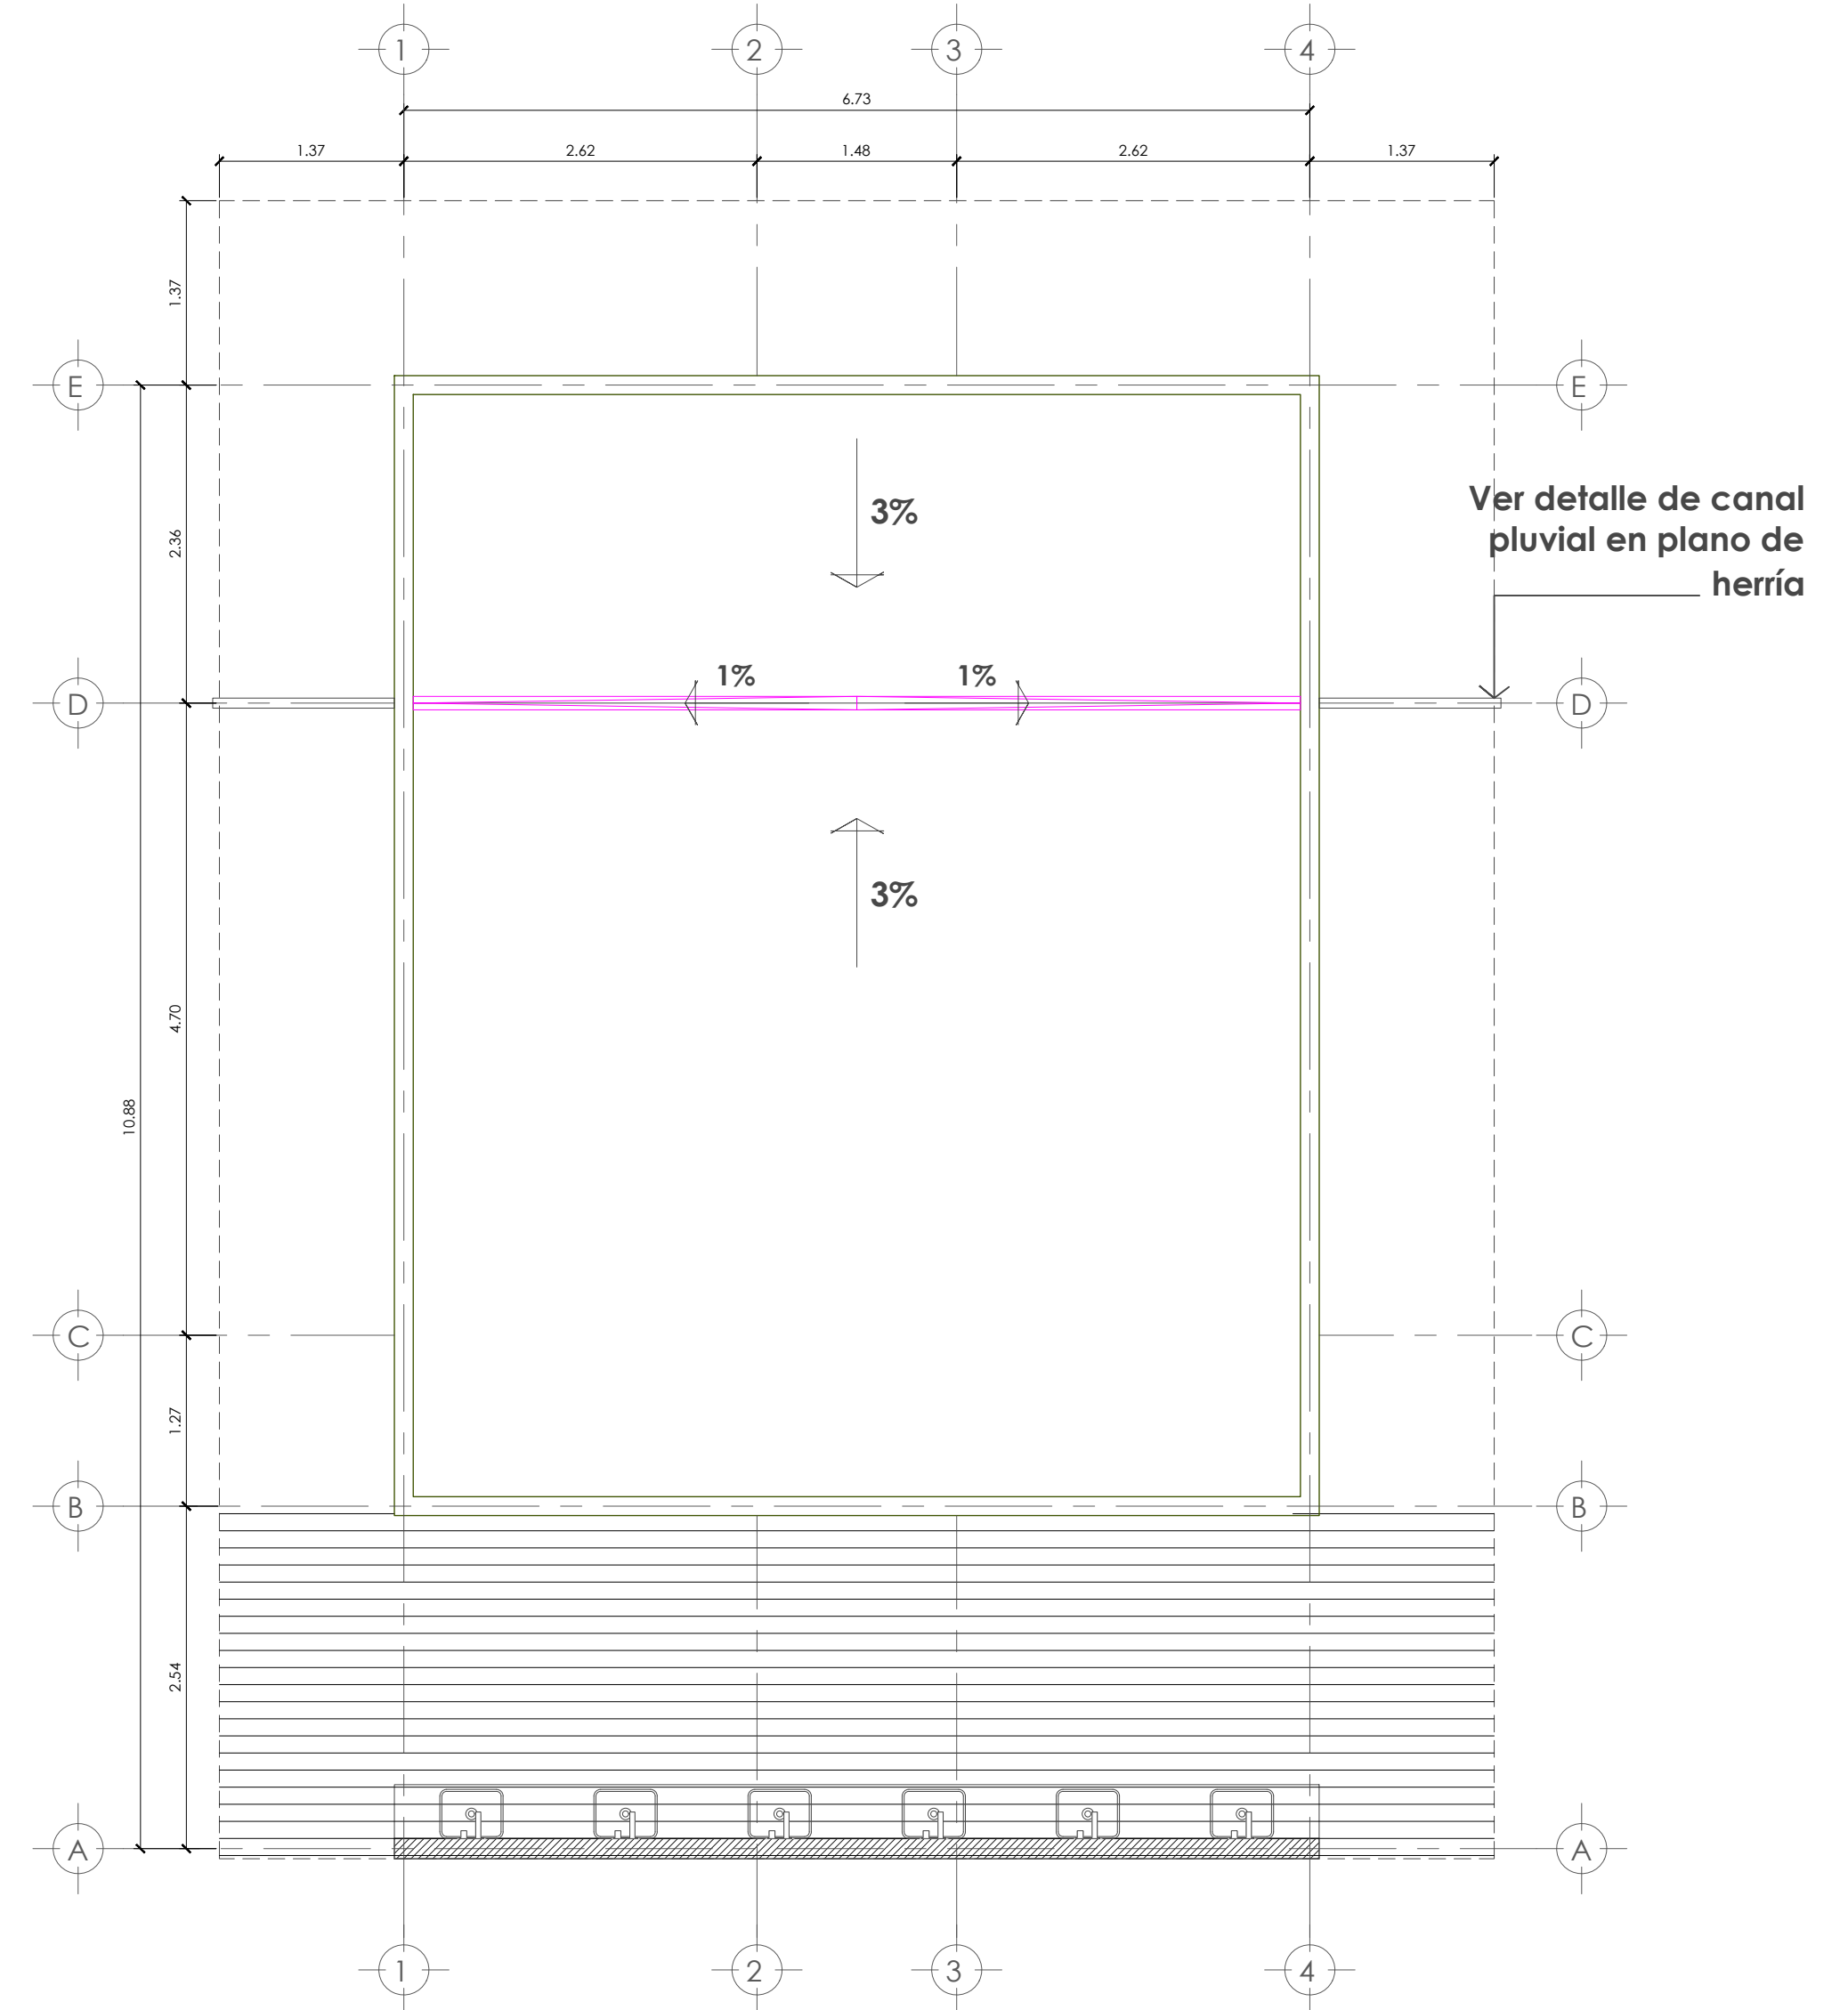 1 2 3 4
6.73
1.37 2.62 1.48 2.62 1.37
1.37
E E
Ver detalle de canal
pluvial en plano de
herría
2.36
3%
1% 1%
D D
3%
4.70
10.88
C C
1.27
B B
2.54
A A
1 2 3 4